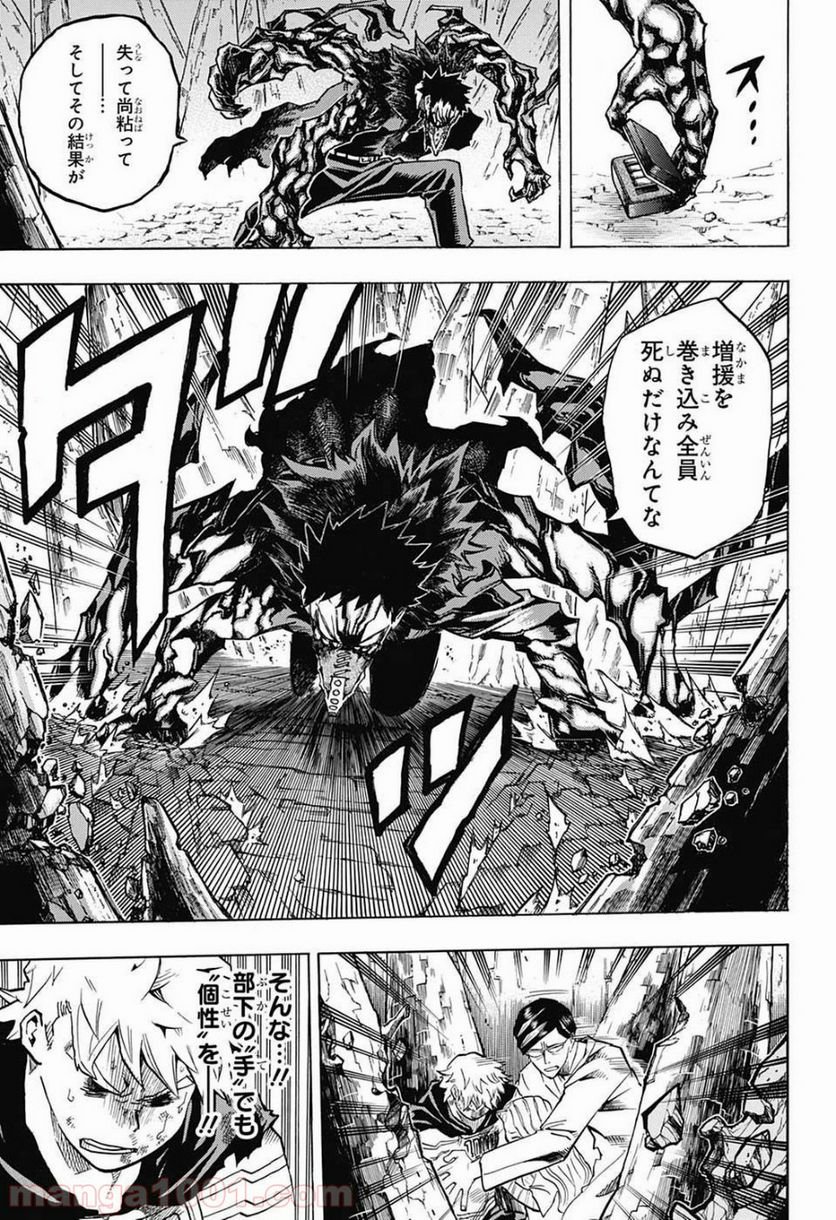 ス…
失って尚粘って
―――……
そしてその結果が
増援を
巻き込み全員
死ぬだけなんてな
ダンッ
そんな…!!
部下の〝手〟でも
〝個性〟を――!!
manga1001.com